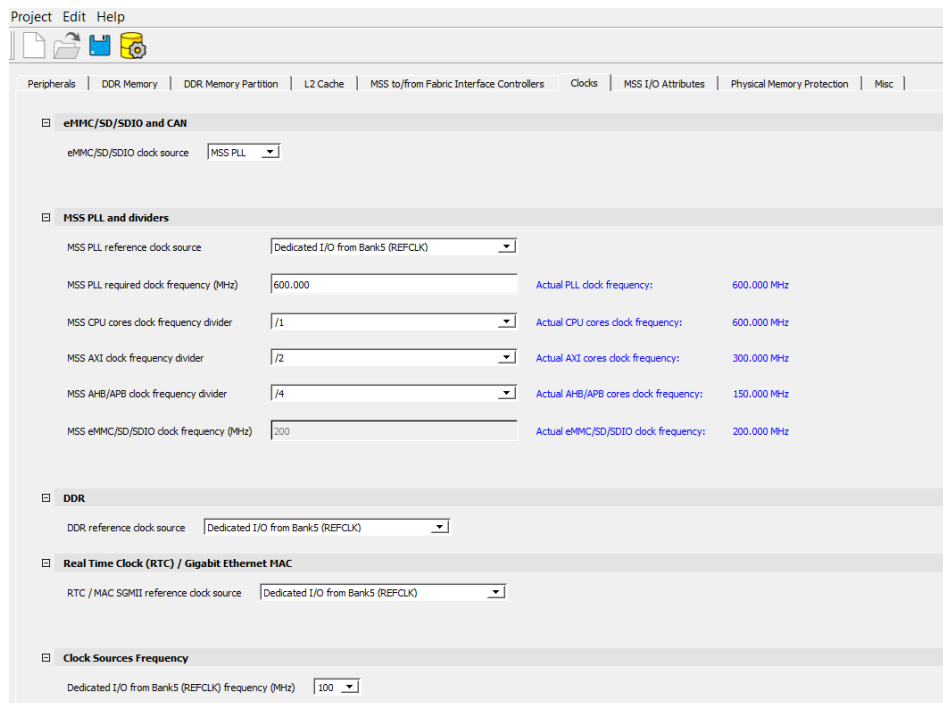 Project Edit Help
Peripherals DDR Memory DDR Memory Partition L2 Cache MSS to/from Fabric Interface Controllers Clocks MSS I/O Attributes Physical Memory Protection Misc
eMMC/SD/SDIO and CAN
eMMC/SD/SDIO clock source MSS PLL
MSS PLL and dividers
MSS PLL reference clock source Dedicated I/O from Bank5 (REFCLK)
MSS PLL required clock frequency (MHz) 600.000 Actual PLL clock frequency: 600.000 MHz
MSS CPU cores clock frequency divider /1 Actual CPU cores clock frequency: 600.000 MHz
MSS AXI clock frequency divider /2 Actual AXI cores clock frequency: 300.000 MHz
MSS AHB/APB clock frequency divider /4 Actual AHB/APB cores clock frequency: 150.000 MHz
MSS eMMC/SD/SDIO clock frequency (MHz) 200 Actual eMMC/SD/SDIO clock frequency: 200.000 MHz
DDR
DDR reference clock source Dedicated I/O from Bank5 (REFCLK)
Real Time Clock (RTC) / Gigabit Ethernet MAC
RTC / MAC SGMII reference clock source Dedicated I/O from Bank5 (REFCLK)
Clock Sources Frequency
Dedicated I/O from Bank5 (REFCLK) frequency (MHz) 100